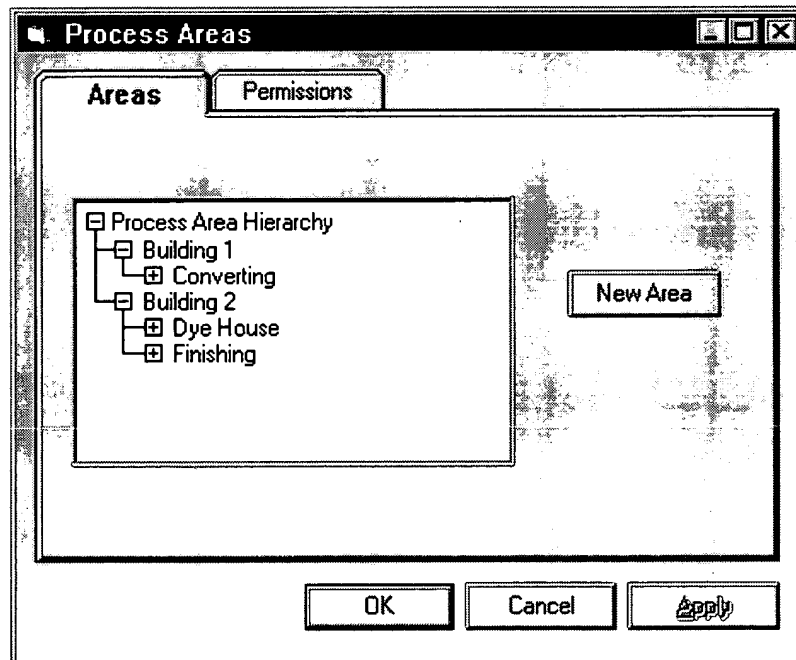 Process Areas
Areas
Permissions
Process Area Hierarchy
Building 1
Converting
Building 2
Dye House
Finishing
New Area
OK
Cancel
Apply